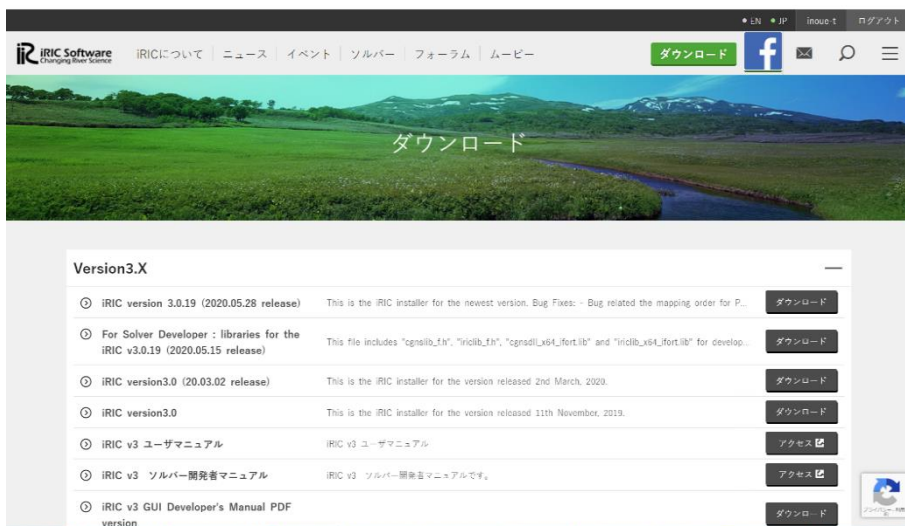 EN JP inoue-t ログアウト
iRIC Software
Changing River Science
iRICについて ニュース イベント ソルバー フォーラム ムービー ダウンロード
ダウンロード
Version3.X
iRIC version 3.0.19 (2020.05.28 release) This is the iRIC installer for the newest version. Bug Fixes: - Bug related the mapping order for P... ダウンロード
For Solver Developer : libraries for the
iRIC v3.0.19 (2020.05.15 release) This file includes "cgnslib_f.h", "iriclib_f.h", "cgnsdll_x64_ifort.lib" and "iriclib_x64_ifort.lib" for develop... ダウンロード
iRIC version3.0 (20.03.02 release) This is the iRIC installer for the version released 2nd March, 2020. ダウンロード
iRIC version3.0 This is the iRIC installer for the version released 11th November, 2019. ダウンロード
iRIC v3 ユーザマニュアル iRIC v3 ユーザマニュアル アクセス
iRIC v3 ソルバー開発者マニュアル iRIC v3 ソルバー開発者マニュアルです。 アクセス
iRIC v3 GUI Developer's Manual PDF
version ダウンロード